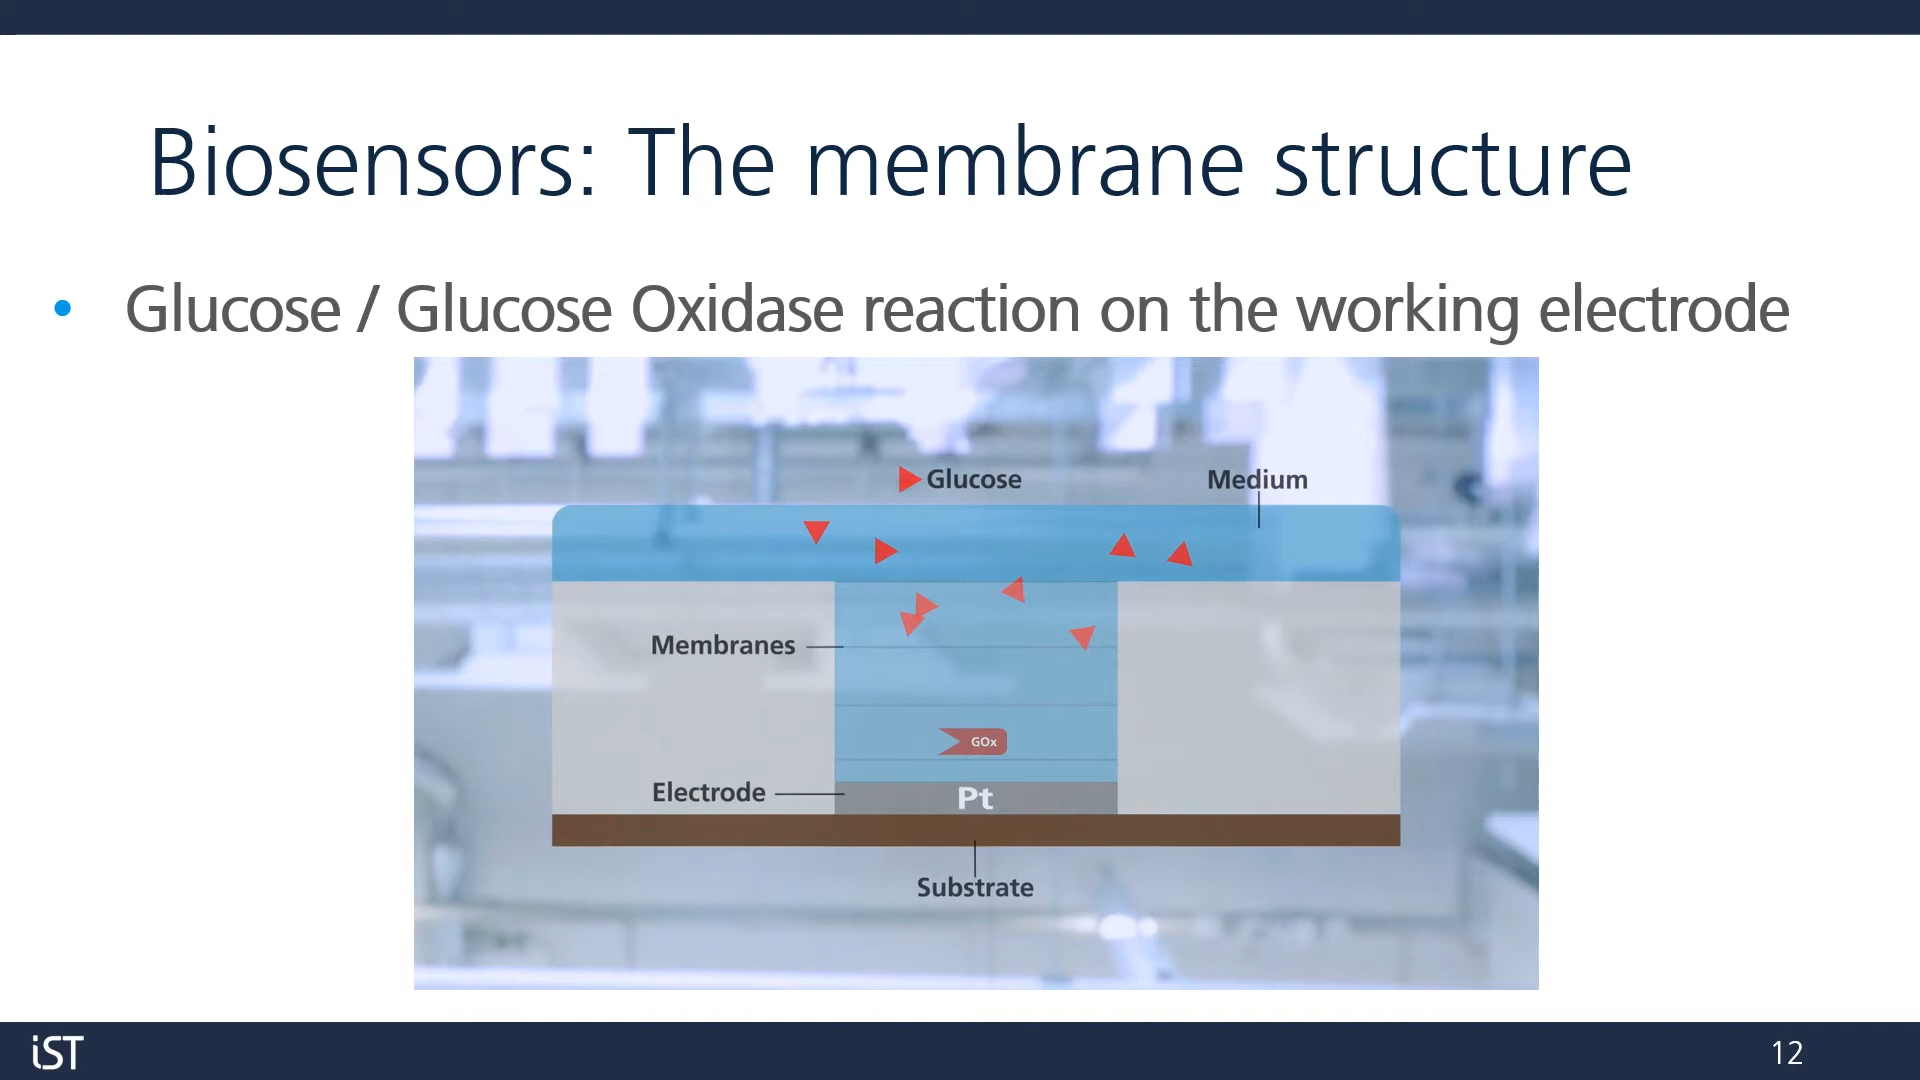 Biosensors: The membrane structure
• Glucose / Glucose Oxidase reaction on the working electrode
Glucose
Medium
Membranes
GOx
Electrode
Pt
Substrate
iST
12